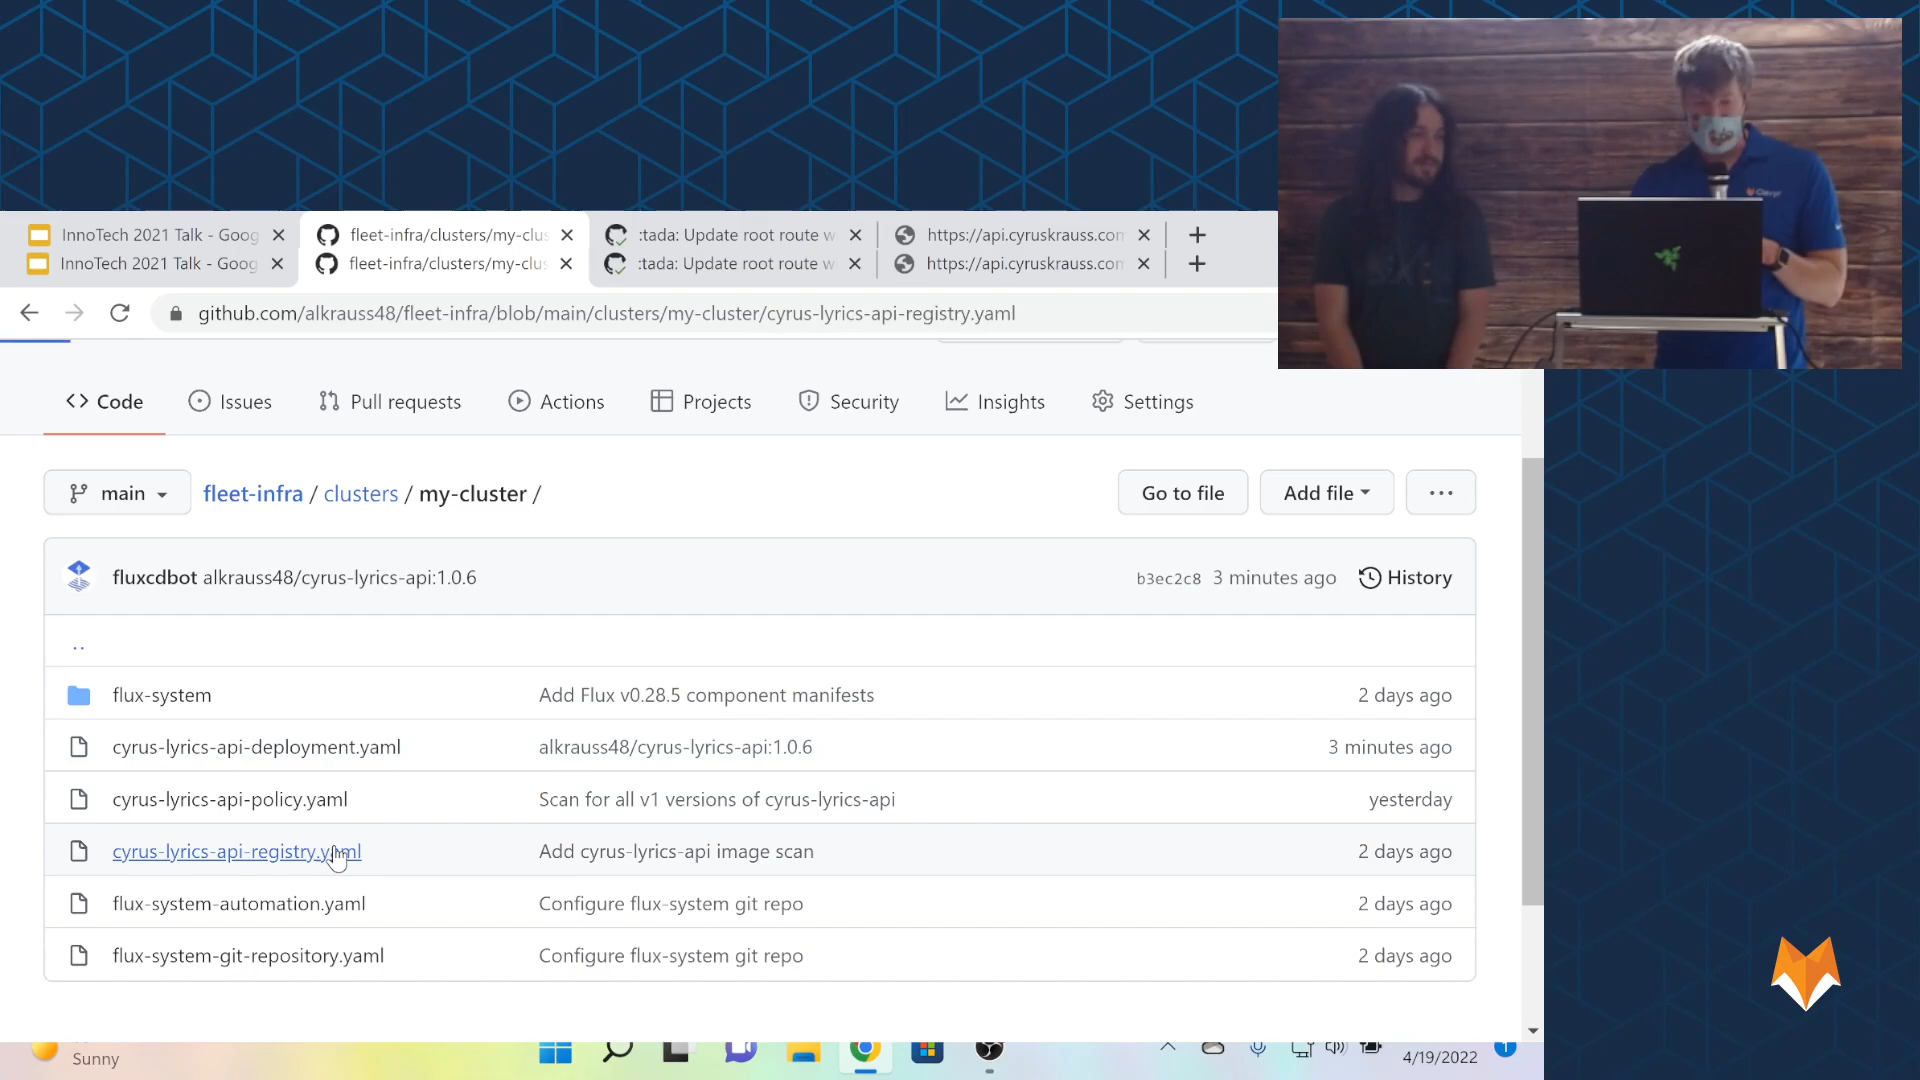 InnoTech 2021 Talk - Goog
fleet-infra/clusters/my-clus
:tada: Update root route w
https://api.cyruskrauss.com
InnoTech 2021 Talk - Goog
fleet-infra/clusters/my-clus
:tada: Update root route w
https://api.cyruskrauss.com
github.com/alkrauss48/fleet-infra/blob/main/clusters/my-cluster/cyrus-lyrics-api-registry.yaml
Code
Issues
Pull requests
Actions
Projects
Security
Insights
Settings
main
fleet-infra / clusters / my-cluster /
Go to file
Add file
...
fluxcdbot alkrauss48/cyrus-lyrics-api:1.0.6
b3ec2c8 3 minutes ago
History
..
flux-system
Add Flux v0.28.5 component manifests
2 days ago
cyrus-lyrics-api-deployment.yaml
alkrauss48/cyrus-lyrics-api:1.0.6
3 minutes ago
cyrus-lyrics-api-policy.yaml
Scan for all v1 versions of cyrus-lyrics-api
yesterday
cyrus-lyrics-api-registry.yaml
Add cyrus-lyrics-api image scan
2 days ago
flux-system-automation.yaml
Configure flux-system git repo
2 days ago
flux-system-git-repository.yaml
Configure flux-system git repo
2 days ago
Sunny
4/19/2022
1
Clevyr